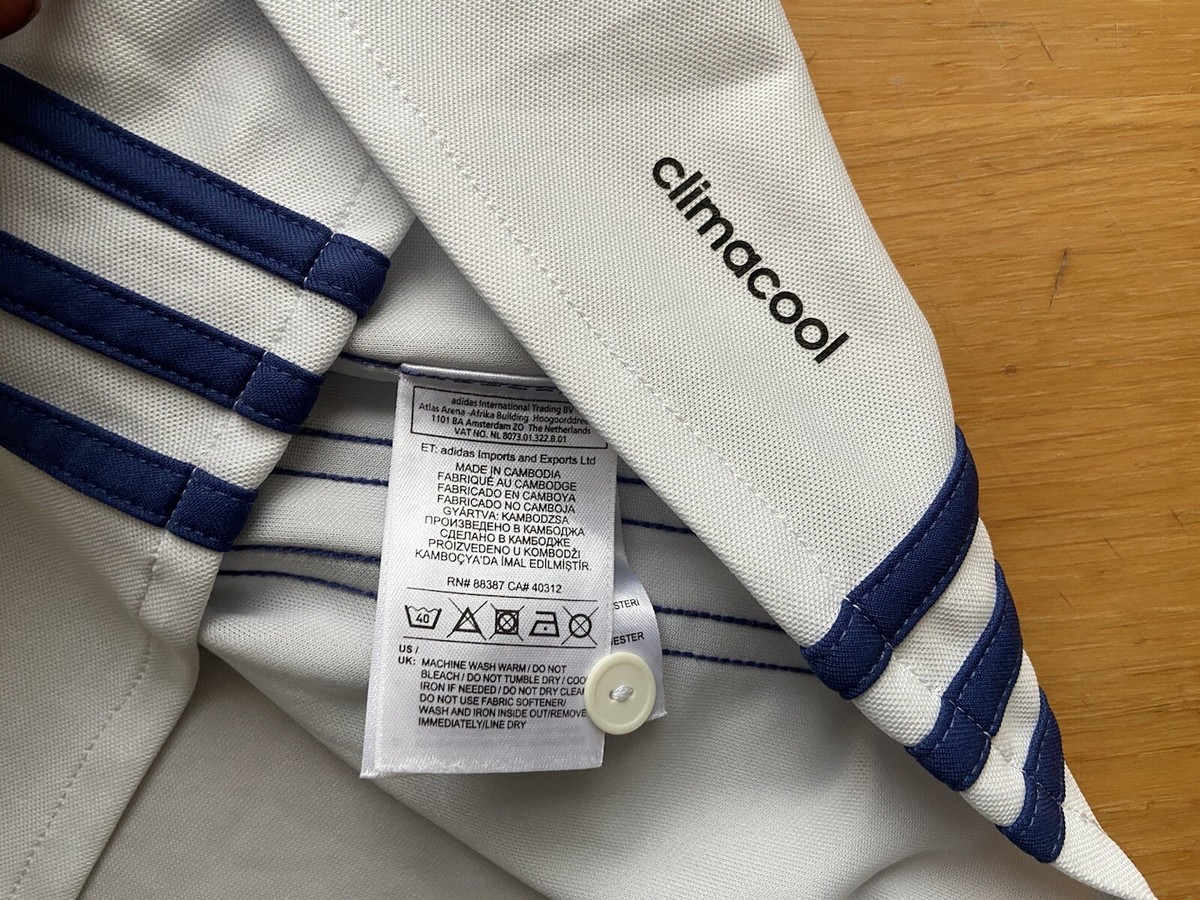 climacool
adidas International Trading BV
Atlas Arena -Afrika Building Hoogoorddre
1101 BA Amsterdam ZO The Netherlands
VAT NO. NL 8073.01.322.B.01
ET: adidas Imports and Exports Ltd
MADE IN CAMBODIA
FABRIQUÉ AU CAMBODGE
FABRICADO EN CAMBOYA
FABRICADO NO CAMBOJA
GYÁRTVA: KAMBODZSA
ПРОИЗВЕДЕНО В КАМБОДЖА
СДЕЛАНО В КАМБОДЖЕ
PROIZVEDENO U KOMBODŽI
KAMBOÇYA'DA İMAL EDİLMİŞTİR.
RN# 88387 CA# 40312
40
US /
UK: MACHINE WASH WARM / DO NOT
BLEACH / DO NOT TUMBLE DRY / COO
IRON IF NEEDED / DO NOT DRY CLEA
DO NOT USE FABRIC SOFTENER/
WASH AND IRON INSIDE OUT/REMOVE
IMMEDIATELY/LINE DRY
STERI
ESTER